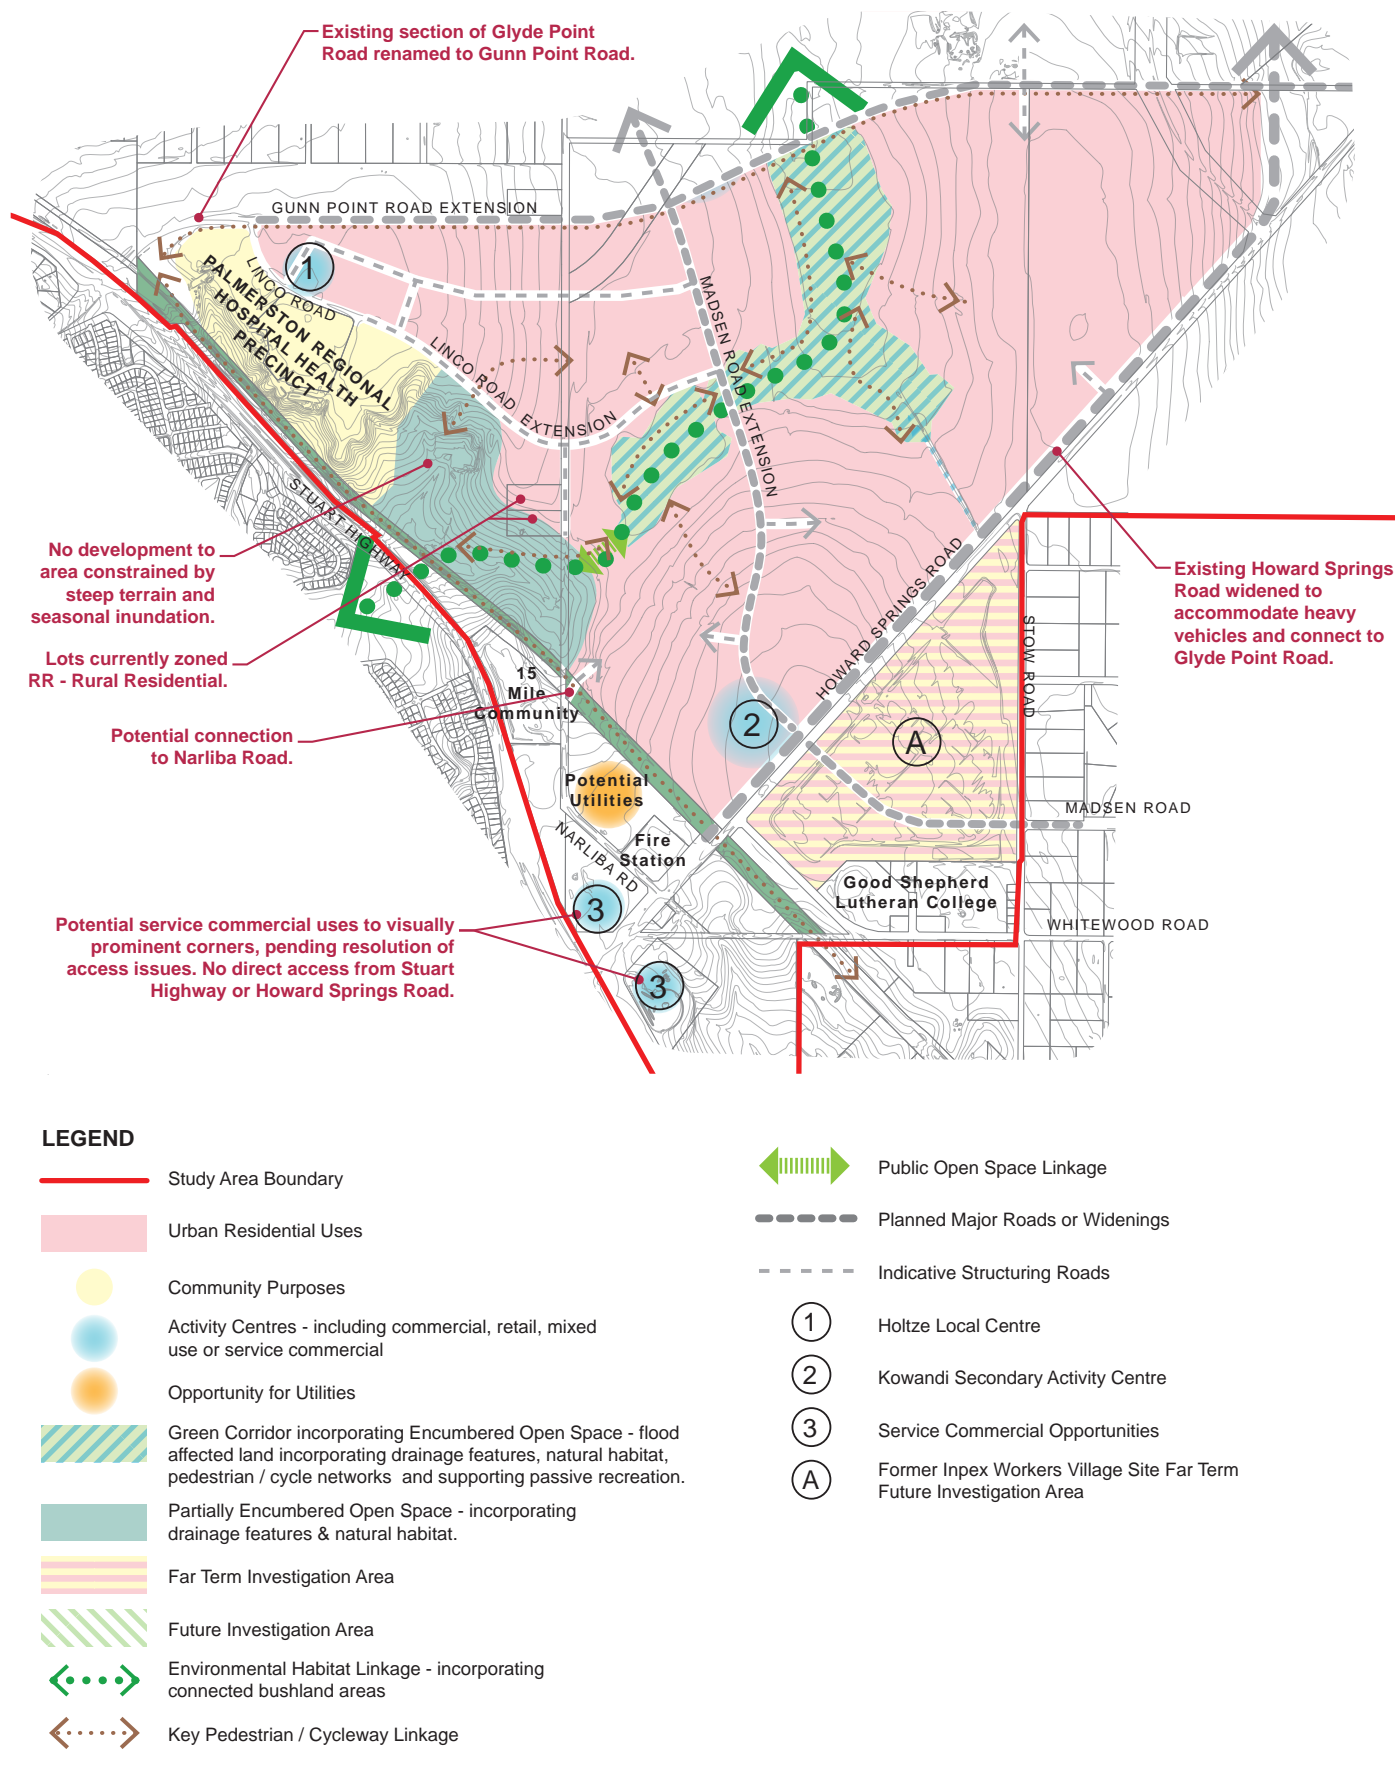 Existing section of Glyde Point
Road renamed to Gunn Point Road.
GUNN POINT ROAD EXTENSION
1
LINCO ROAD
PALMERSTON REGIONAL
HOSPITAL HEALTH
PRECINCT
LINCO ROAD EXTENSION
MADSEN ROAD EXTENSION
STUART HIGHWAY
No development to
area constrained by
steep terrain and
seasonal inundation.
Lots currently zoned
RR - Rural Residential.
Potential connection
to Narliba Road.
HOWARD SPRINGS ROAD
Existing Howard Springs
Road widened to
accommodate heavy
vehicles and connect to
Glyde Point Road.
STOW ROAD
15
Mile
Community
2
A
Potential
Utilities
MADSEN ROAD
NARLIBA RD
Fire
Station
Good Shepherd
Lutheran College
3
WHITEWOOD ROAD
Potential service commercial uses to visually
prominent corners, pending resolution of
access issues. No direct access from Stuart
Highway or Howard Springs Road.
3
LEGEND
Study Area Boundary
Urban Residential Uses
Community Purposes
Activity Centres - including commercial, retail, mixed
use or service commercial
Opportunity for Utilities
Green Corridor incorporating Encumbered Open Space - flood
affected land incorporating drainage features, natural habitat,
pedestrian / cycle networks and supporting passive recreation.
Partially Encumbered Open Space - incorporating
drainage features & natural habitat.
Far Term Investigation Area
Future Investigation Area
Environmental Habitat Linkage - incorporating
connected bushland areas
Key Pedestrian / Cycleway Linkage
Public Open Space Linkage
Planned Major Roads or Widenings
Indicative Structuring Roads
1 Holtze Local Centre
2 Kowandi Secondary Activity Centre
3 Service Commercial Opportunities
A Former Inpex Workers Village Site Far Term
Future Investigation Area